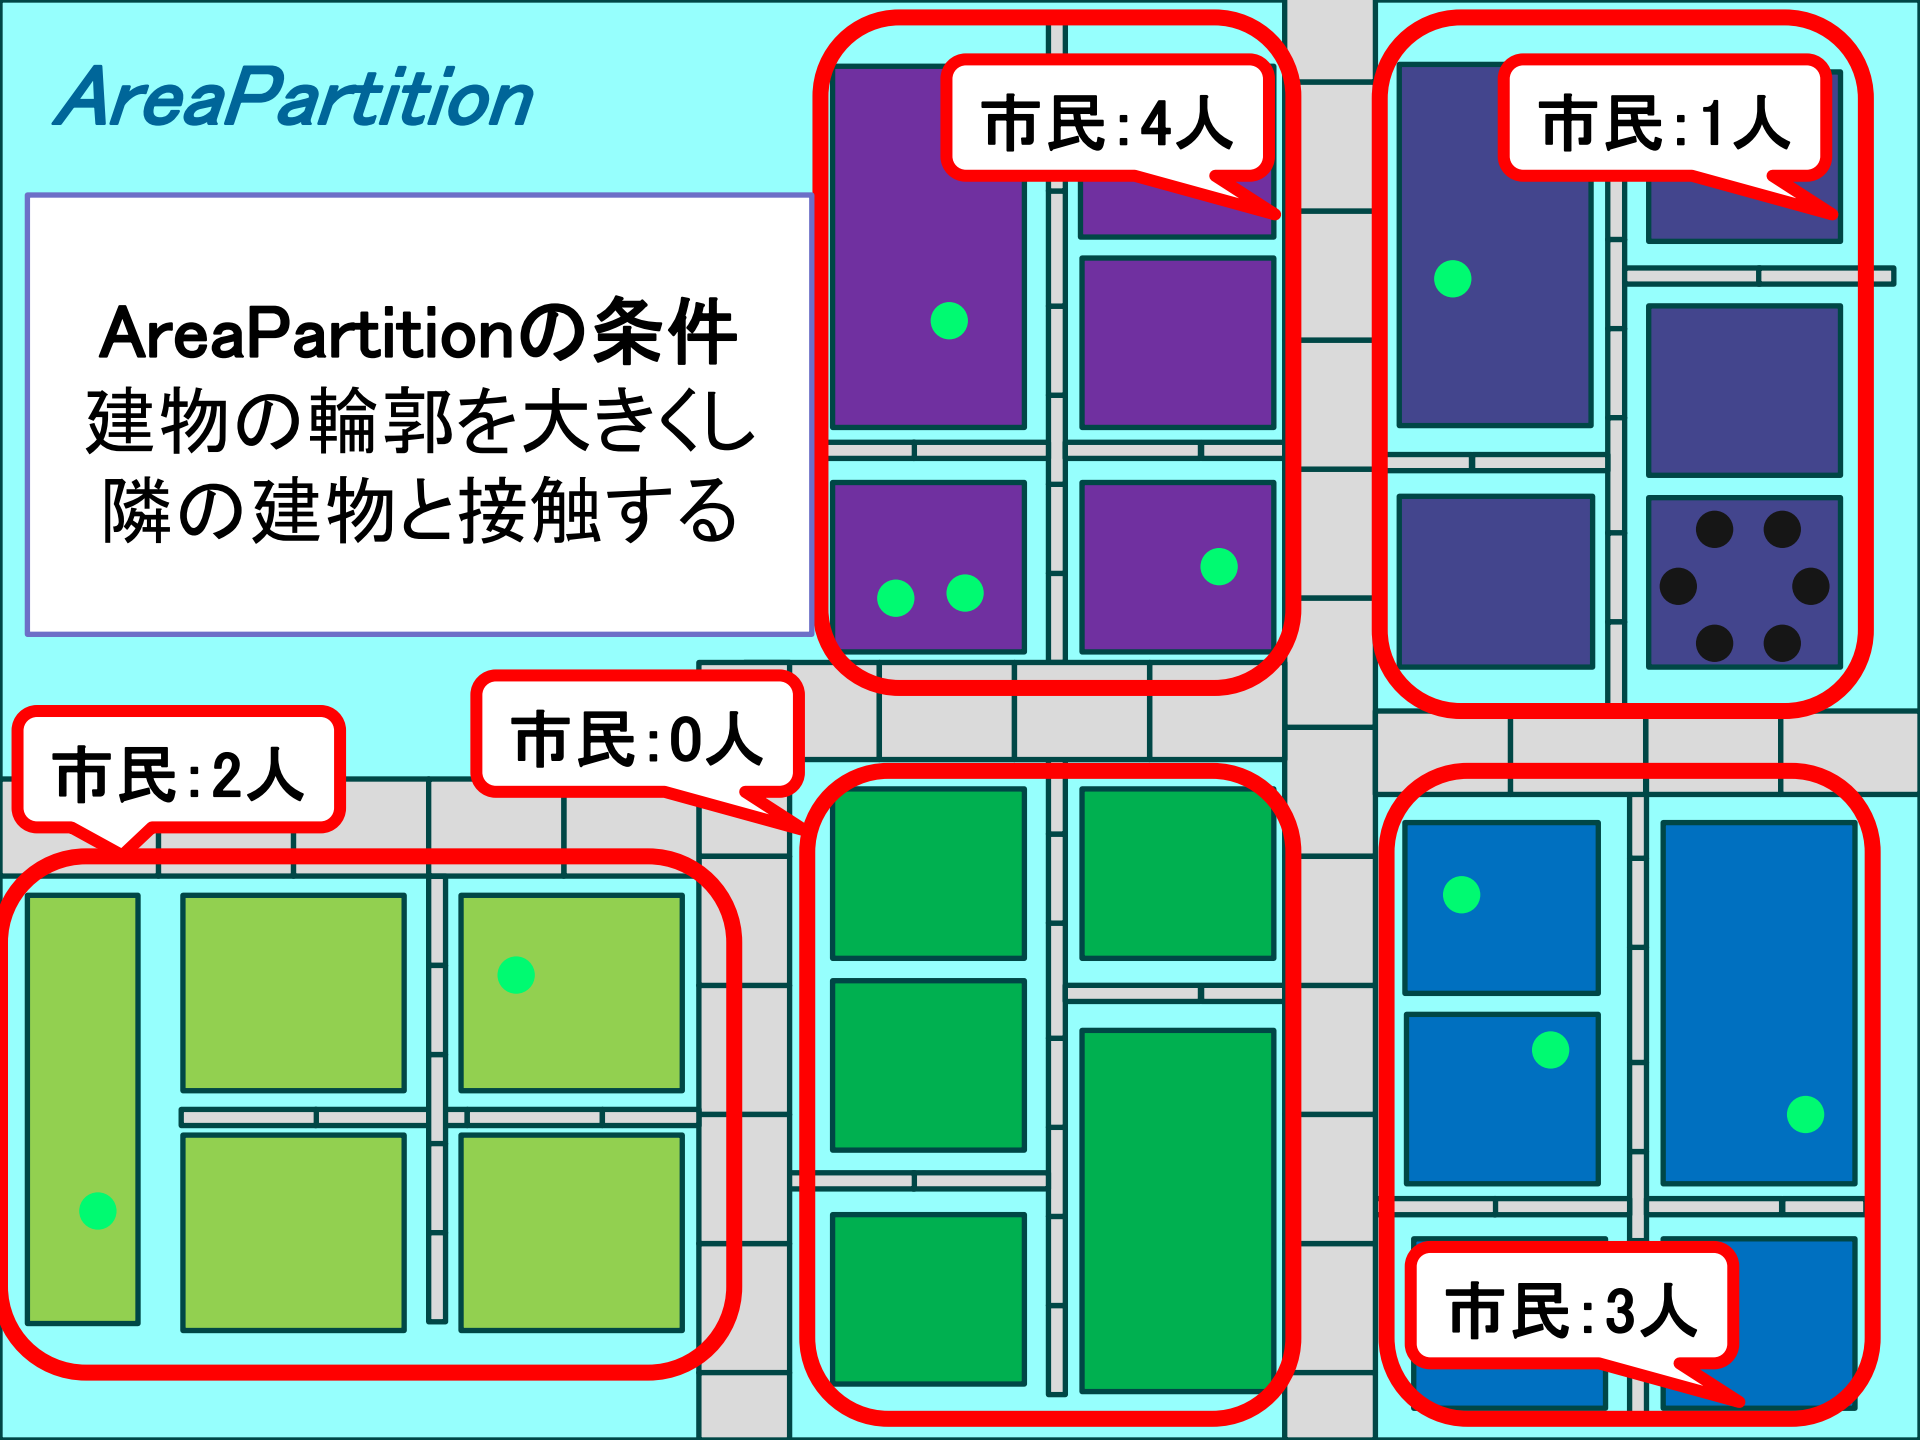 AreaPartition
AreaPartitionの条件
建物の輪郭を大きくし
隣の建物と接触する
市民:4人
市民:1人
市民:2人
市民:0人
市民:3人